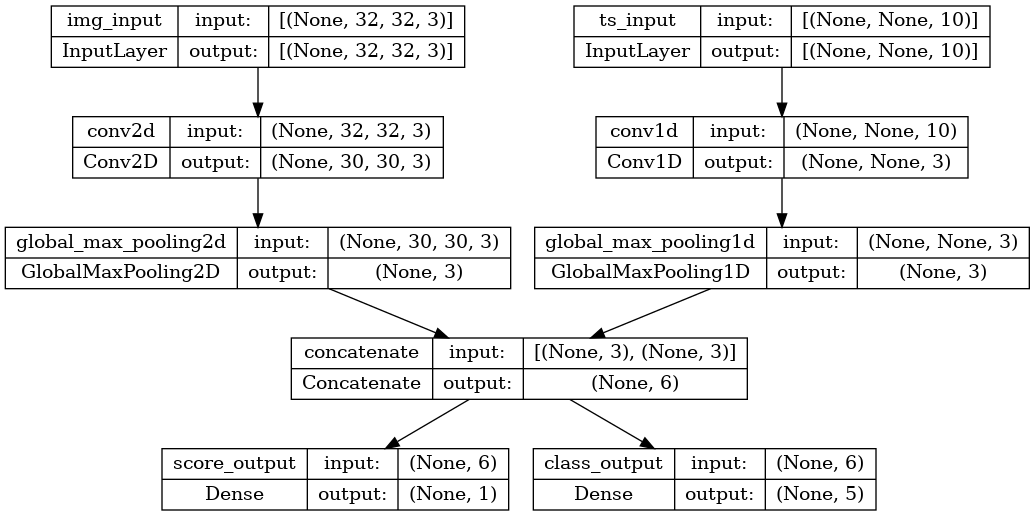 img_input input: [(None, 32, 32, 3)]
InputLayer output: [(None, 32, 32, 3)]
ts_input input: [(None, None, 10)]
InputLayer output: [(None, None, 10)]
conv2d input: (None, 32, 32, 3)
Conv2D output: (None, 30, 30, 3)
conv1d input: (None, None, 10)
Conv1D output: (None, None, 3)
global_max_pooling2d input: (None, 30, 30, 3)
GlobalMaxPooling2D output: (None, 3)
global_max_pooling1d input: (None, None, 3)
GlobalMaxPooling1D output: (None, 3)
concatenate input: [(None, 3), (None, 3)]
Concatenate output: (None, 6)
score_output input: (None, 6)
Dense output: (None, 1)
class_output input: (None, 6)
Dense output: (None, 5)